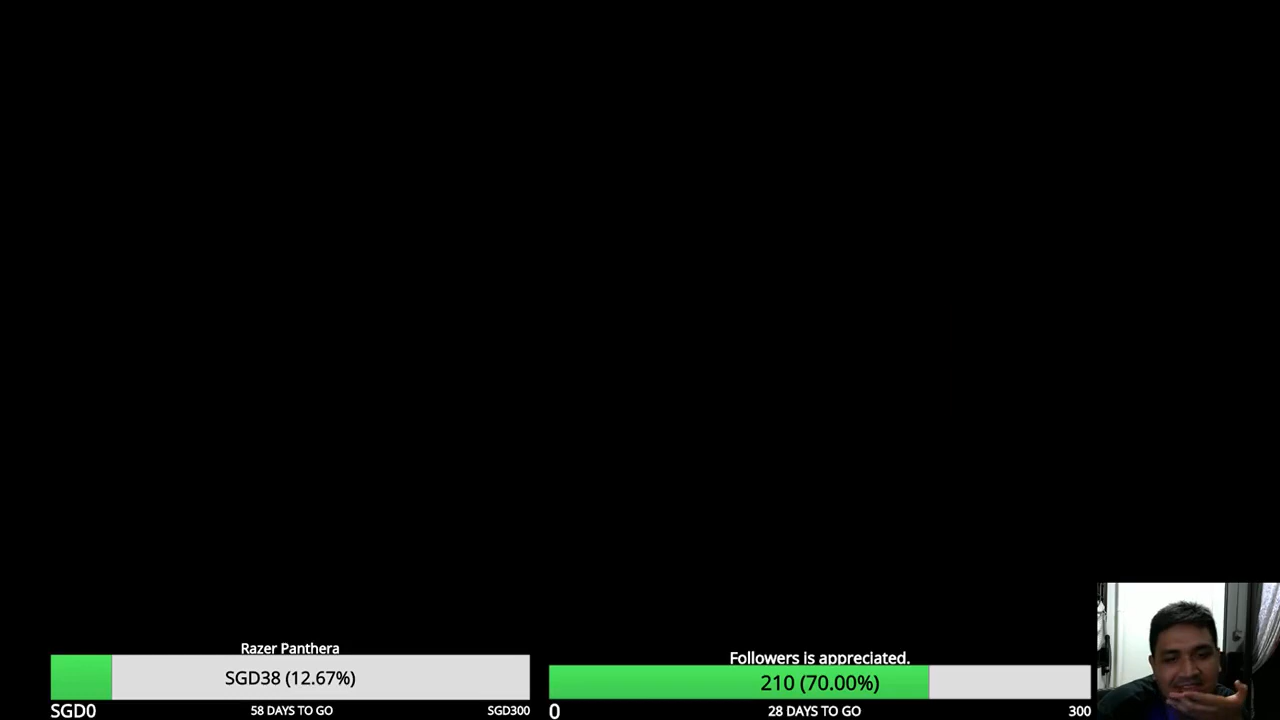 Razer Panthera
SGD38 (12.67%)
SGD0
58 DAYS TO GO
SGD300
Followers is appreciated.
210 (70.00%)
0
28 DAYS TO GO
300